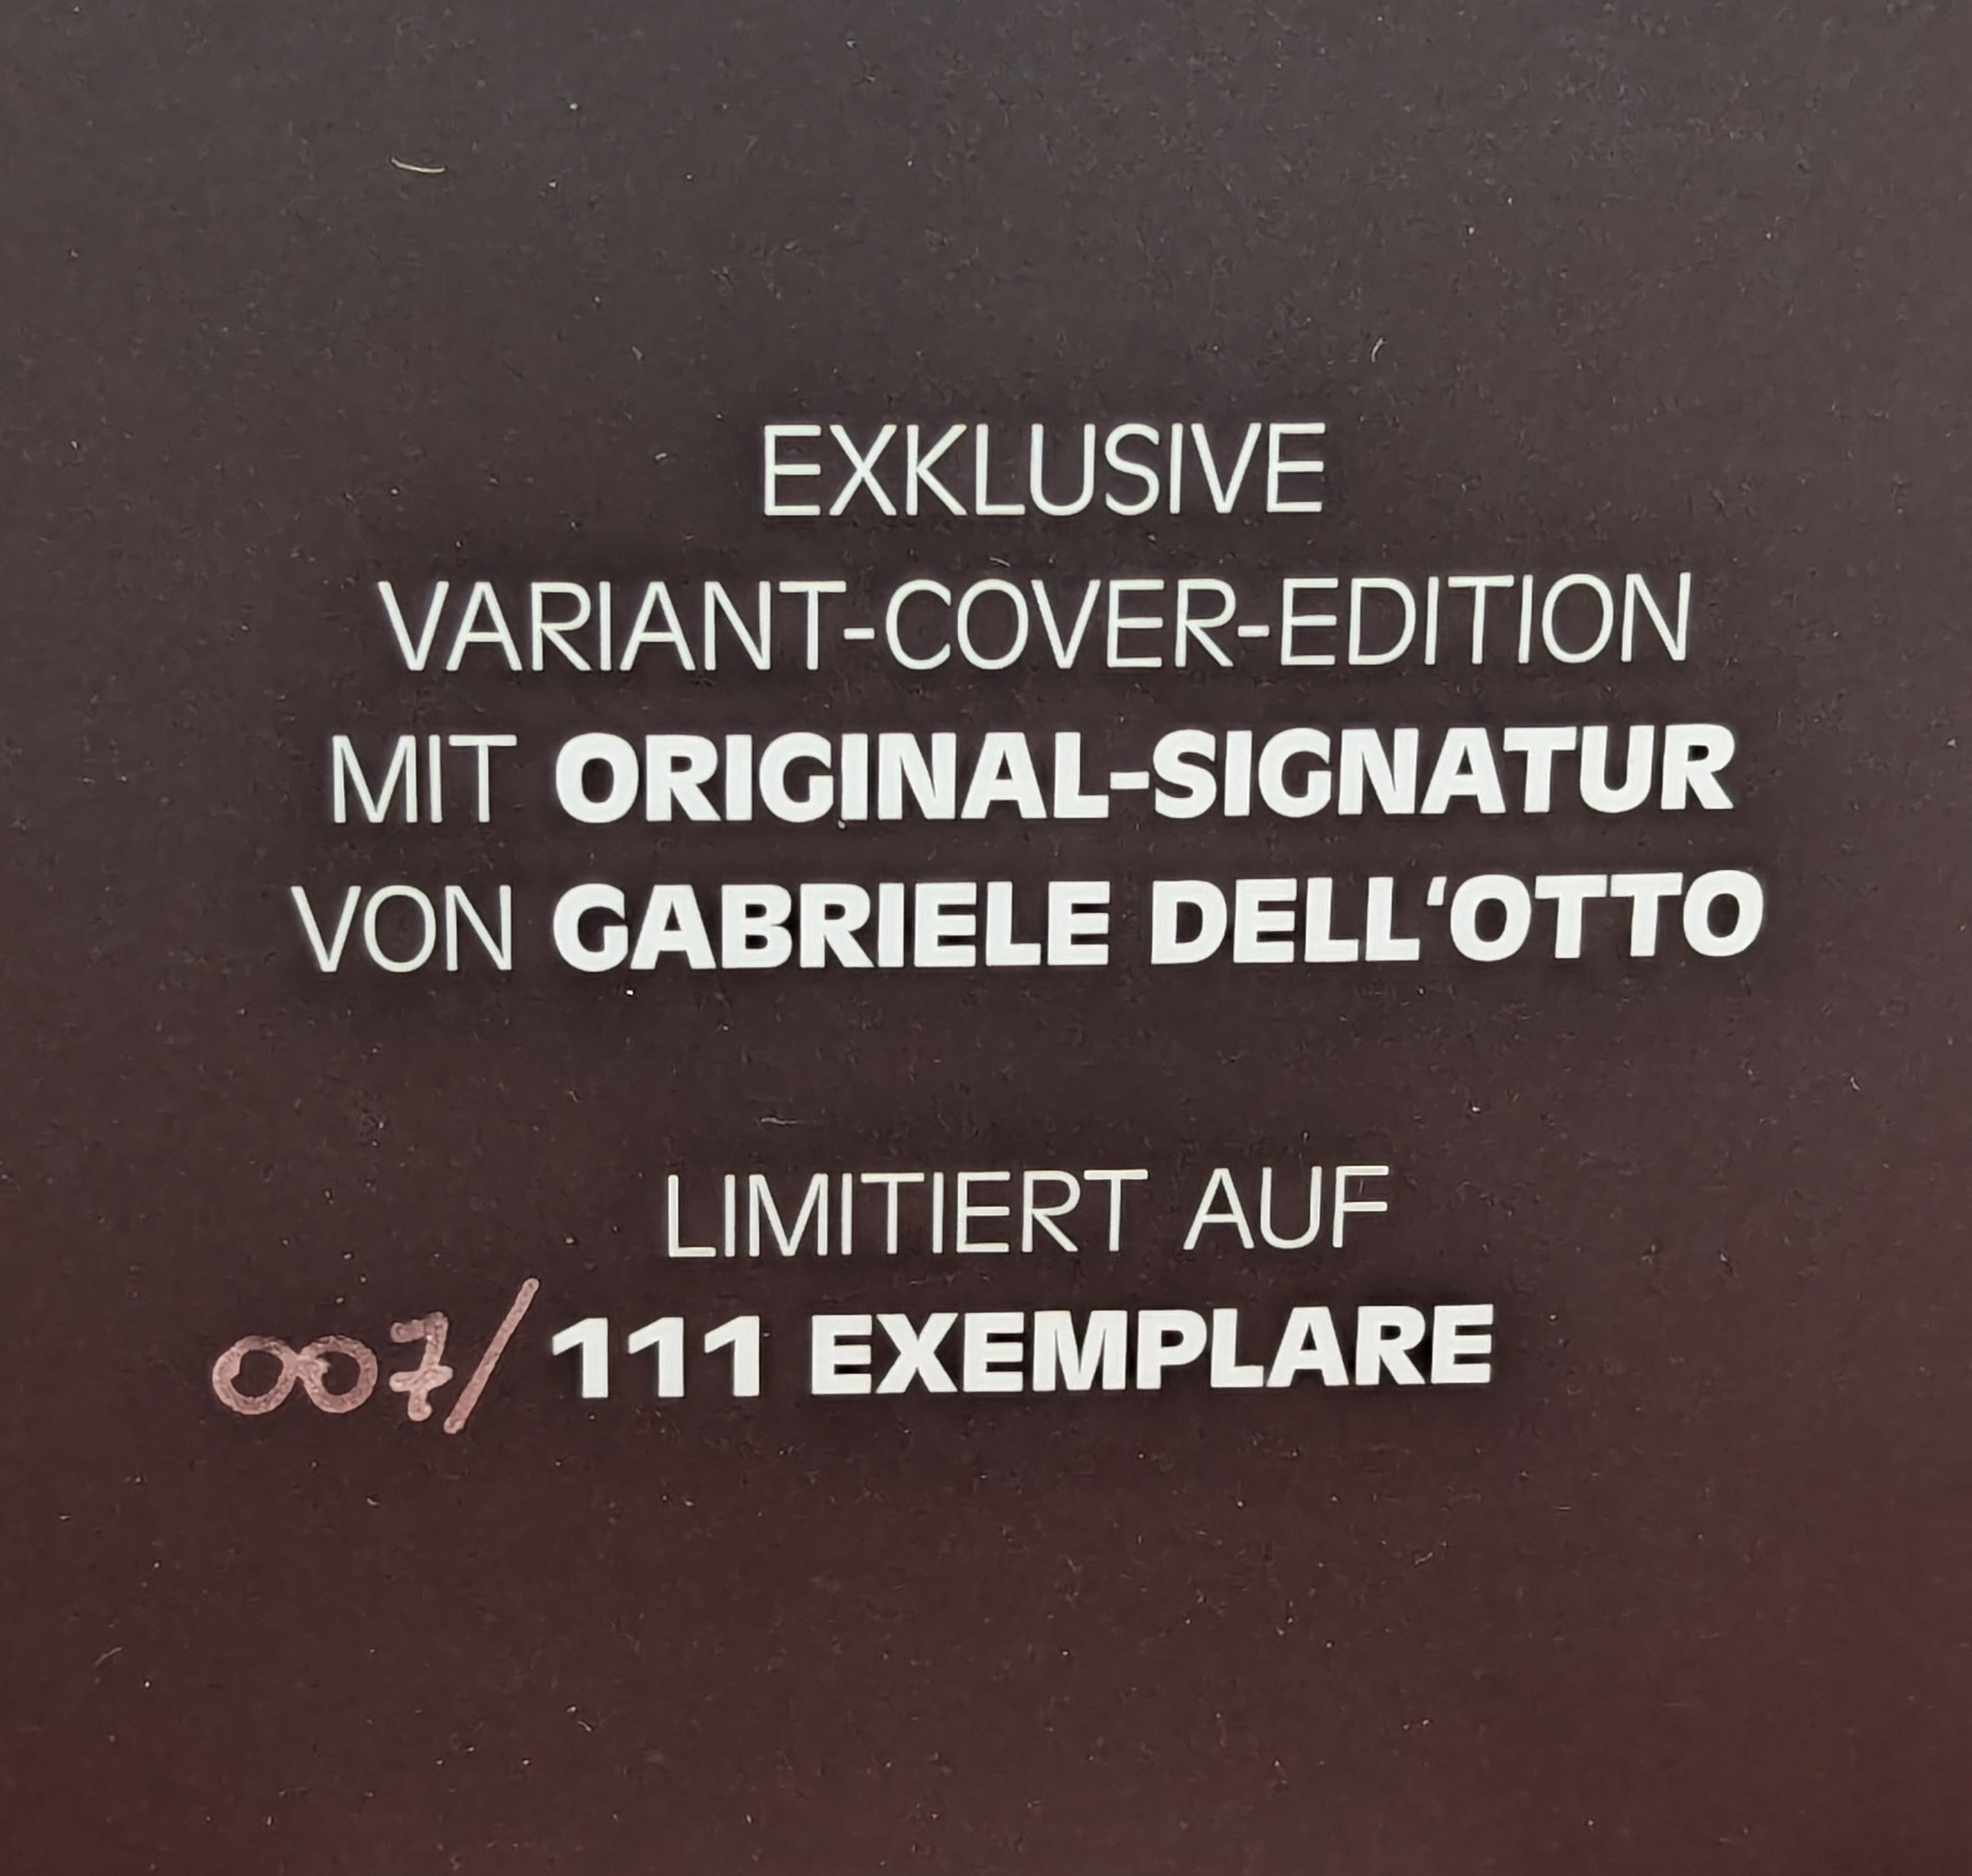 EXKLUSIVE
VARIANT-COVER-EDITION
MIT ORIGINAL-SIGNATUR
VON GABRIELE DELL‘OTTO
LIMITIERT AUF
007/ 111 EXEMPLARE